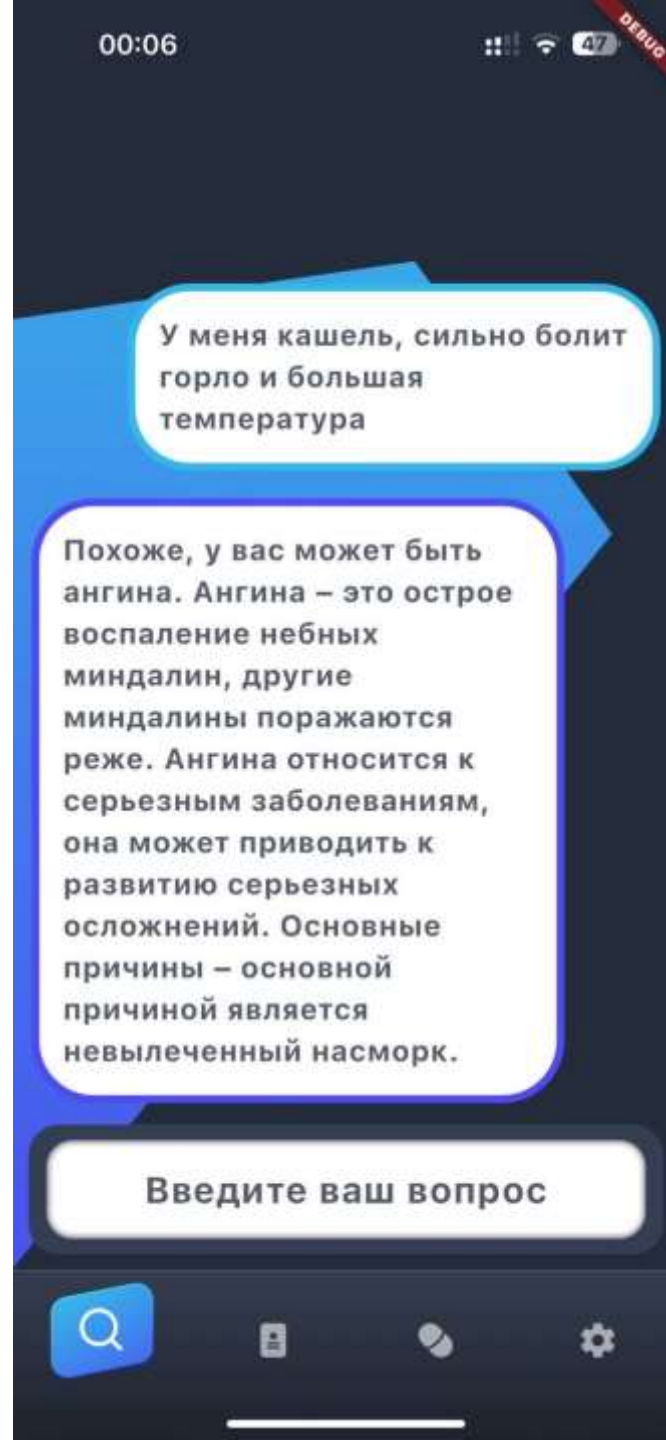 00:06
47
DEBUG
У меня кашель, сильно болит
горло и большая
температура
Похоже, у вас может быть
ангина. Ангина – это острое
воспаление небных
миндалин, другие
миндалины поражаются
реже. Ангина относится к
серьезным заболеваниям,
она может приводить к
развитию серьезных
осложнений. Основные
причины – основной
причиной является
невылеченный насморк.
Введите ваш вопрос